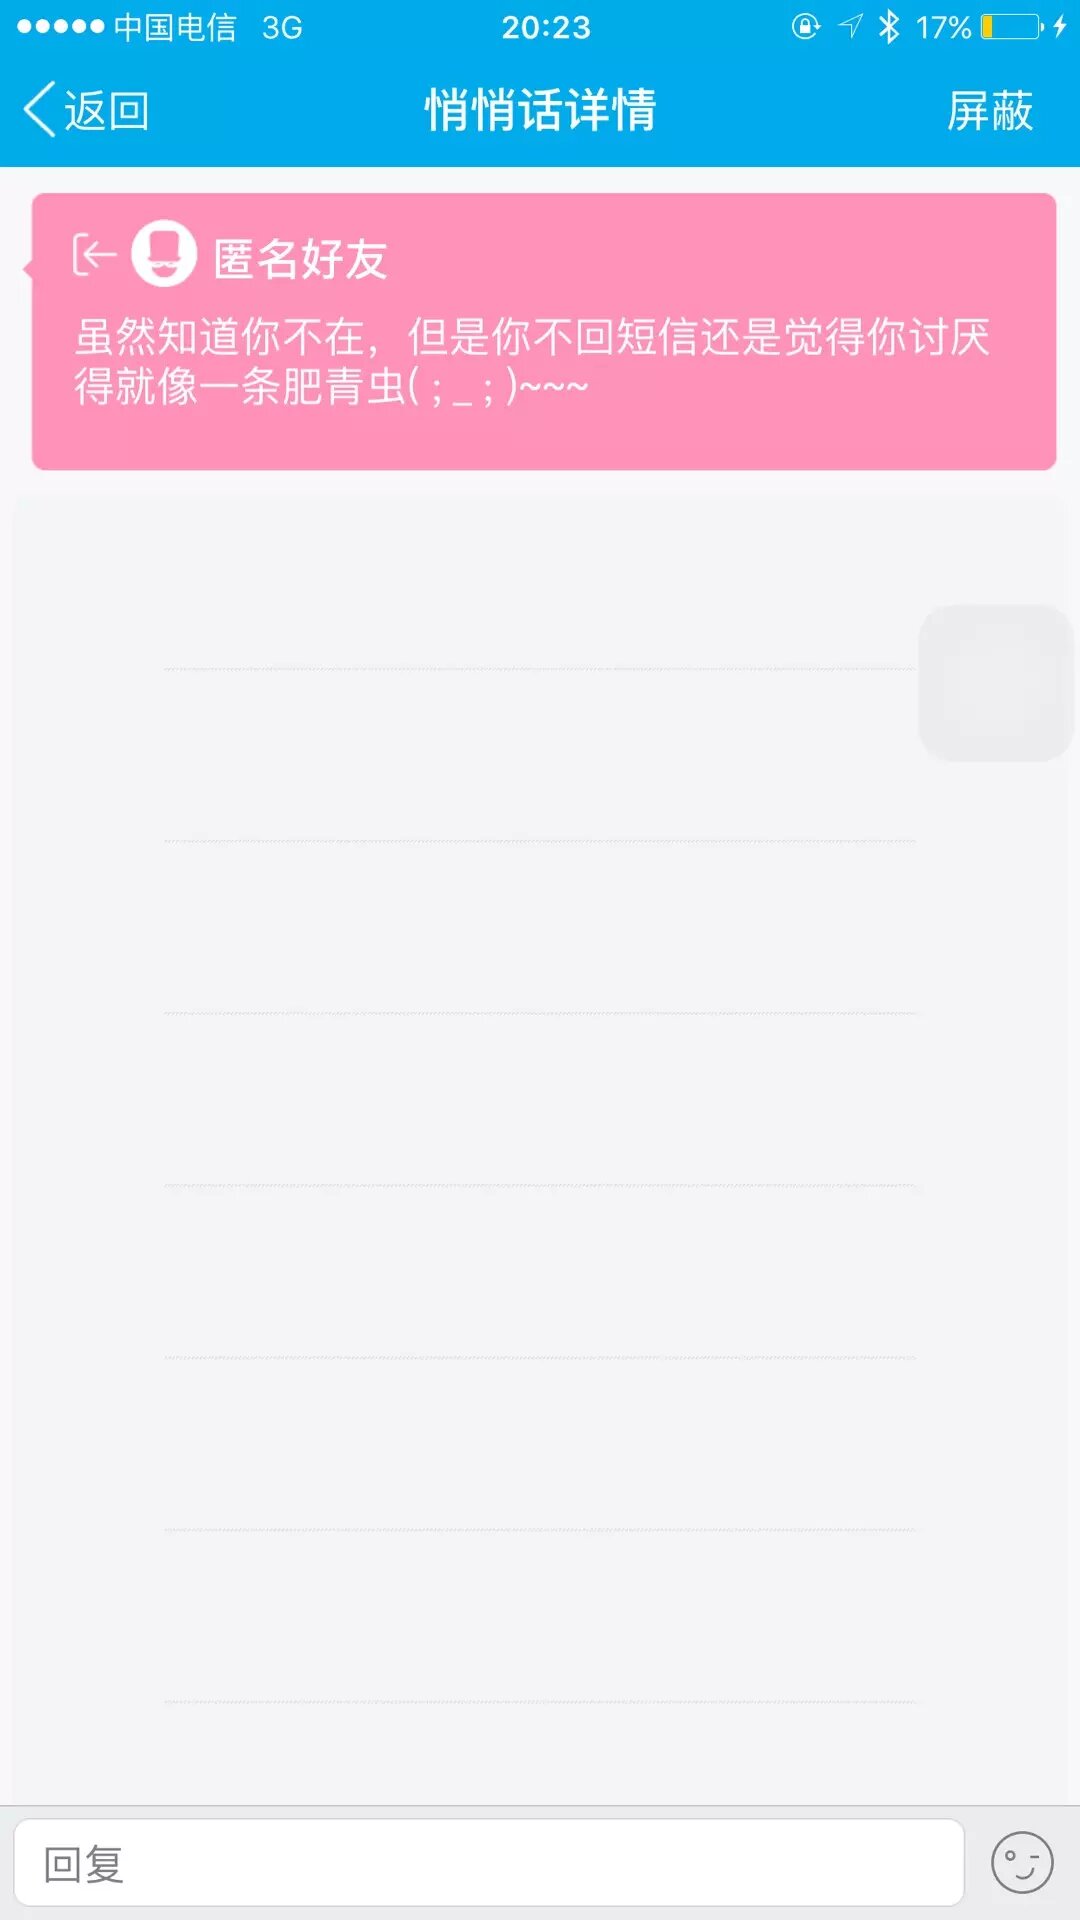 中国电信 3G 20:23 17%
返回 悄悄话详情 屏蔽
匿名好友
虽然知道你不在，但是你不回短信还是觉得你讨厌
得就像一条肥青虫( ; _ ; )~~~
回复